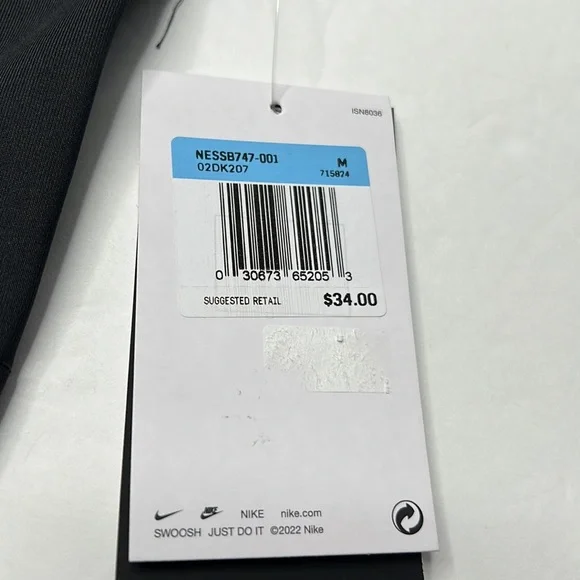 ISN8036
NESSB747-001 M
02DK207 715874
0 30673 65205 3
SUGGESTED RETAIL $34.00
NIKE nike.com
SWOOSH JUST DO IT ©2022 Nike